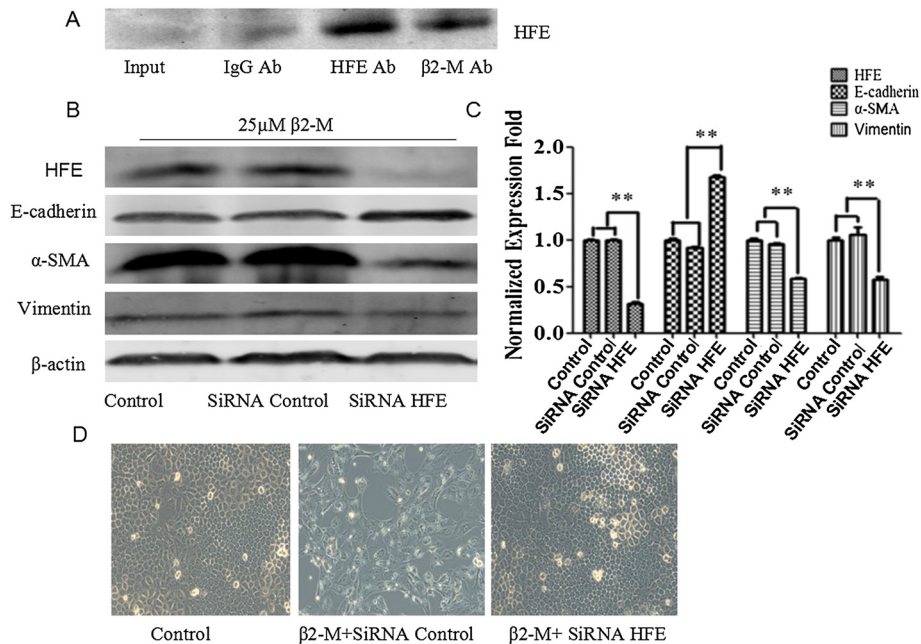 A
HFE
Input IgG Ab HFE Ab β2-M Ab
B
25μM β2-M
HFE
E-cadherin
α-SMA
Vimentin
β-actin
Control SiRNA Control SiRNA HFE
C
HFE
E-cadherin
α-SMA
Vimentin
Normalized Expression Fold
2.0
1.5
1.0
0.5
0.0
**
**
**
**
Control
SiRNA Control
SiRNA HFE
Control
SiRNA Control
SiRNA HFE
Control
SiRNA Control
SiRNA HFE
Control
SiRNA Control
SiRNA HFE
D
Control β2-M+SiRNA Control β2-M+ SiRNA HFE